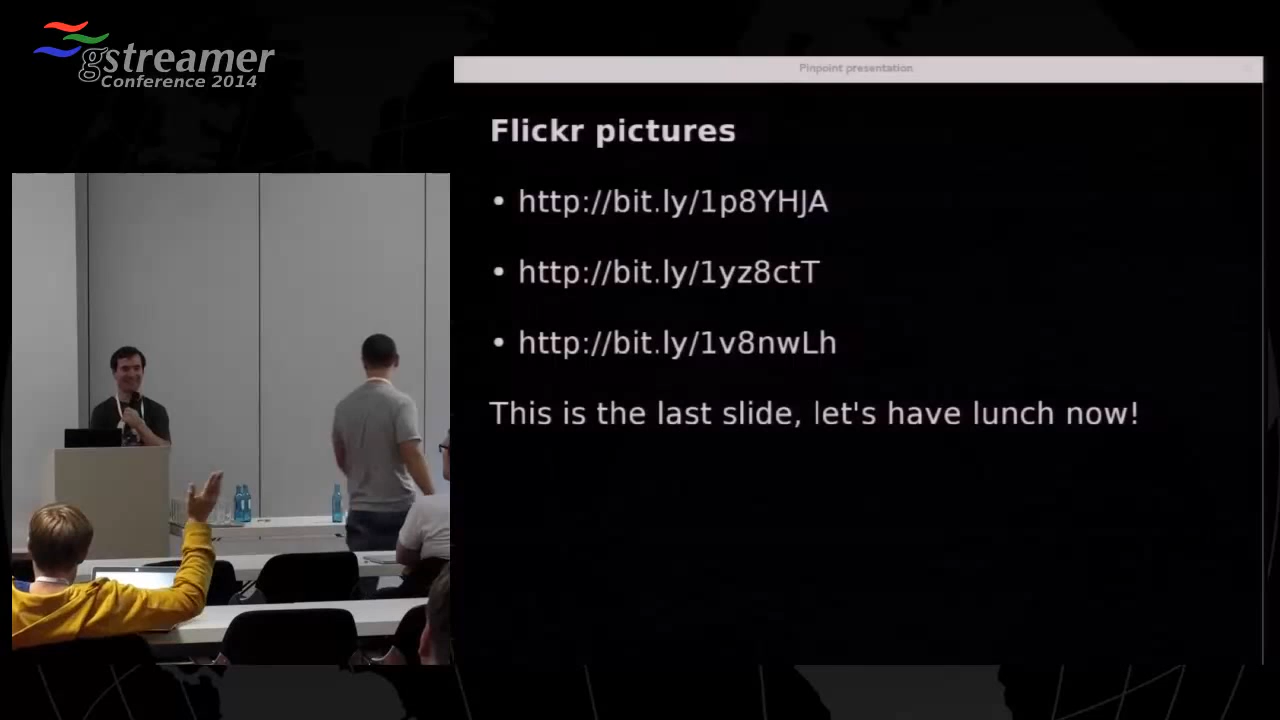 gstreamer
Conference 2014
Pinpoint presentation
Flickr pictures
• http://bit.ly/1p8YHJA
• http://bit.ly/1yz8ctT
• http://bit.ly/1v8nwLh
This is the last slide, let's have lunch now!